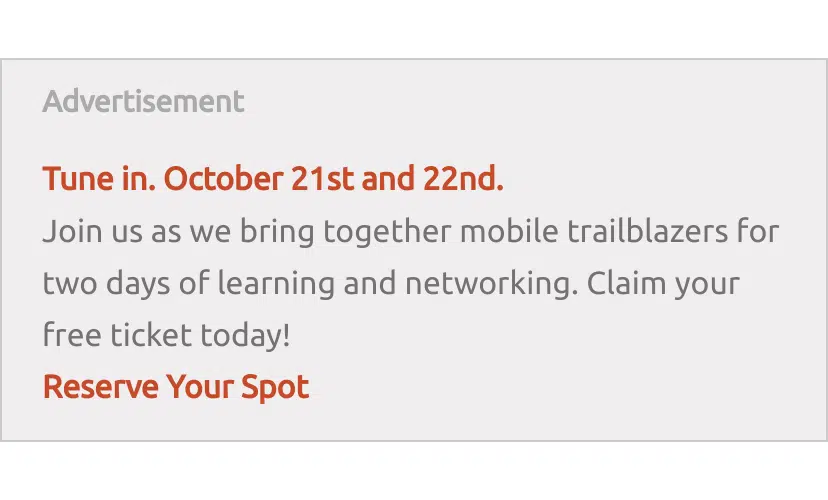 Advertisement
Tune in. October 21st and 22nd.
Join us as we bring together mobile trailblazers for
two days of learning and networking. Claim your
free ticket today!
Reserve Your Spot